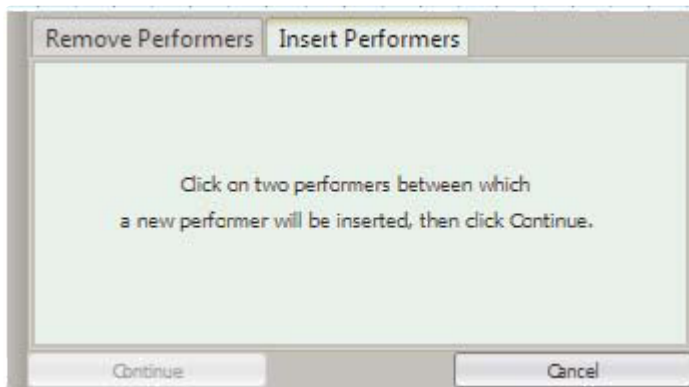 Remove Performers Insert Performers
Click on two performers between which
a new performer will be inserted, then click Continue.
Continue Cancel